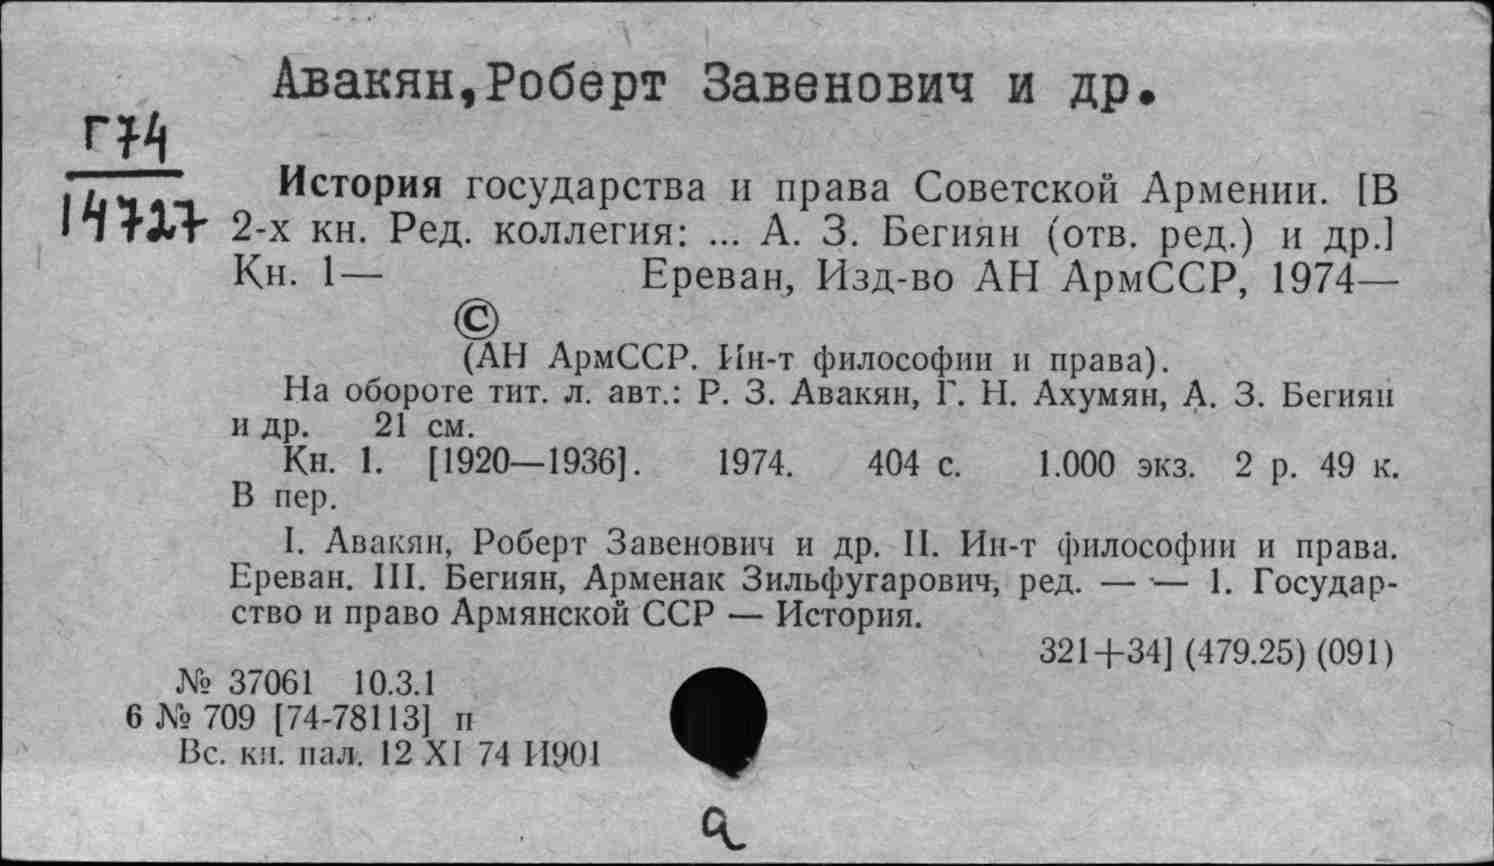 Авакян,Роберт Завенович и др.
Г74
14727
История государства и права Советской Армении. [В
2-х кн. Ред. коллегия: ... А. З. Бегиян (отв. ред.) и др.]
Кн. 1— Ереван, Изд-во АН АрмССР, 1974—
©
(АН АрмССР. Ин-т философии и права).
На обороте тит. л. авт.: Р. З. Авакян, Г. Н. Ахумян, А. З. Бегиян
и др. 21 см.
Кн. 1. [1920—1936]. 1974. 404 с. 1.000 экз. 2 р. 49 к.
В пер.
I. Авакян, Роберт Завенович и др. II. Ин-т философии и права.
Ереван. III. Бегиян, Арменак Зильфугарович, ред. — — 1. Государ-
ство и право Армянской ССР — История.
321+34] (479.25) (091)
№ 37061 10.3.1
6 № 709 [74-78113] п
Вс. кн. пал. 12 XI 74 И901